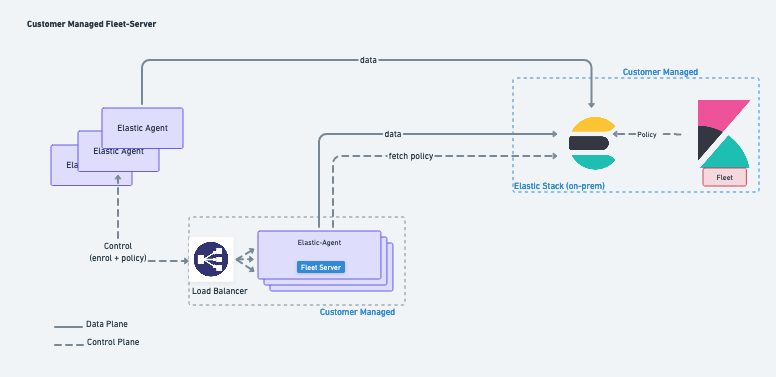 Customer Managed Fleet-Server
data
Customer Managed
Elastic Agent
Elastic Agent
Ela
data
Policy
fetch policy
Fleet
Elastic Stack (on-prem)
Control
(enrol + policy)
Elastic-Agent
Fleet Server
Load Balancer
Customer Managed
Data Plane
Control Plane